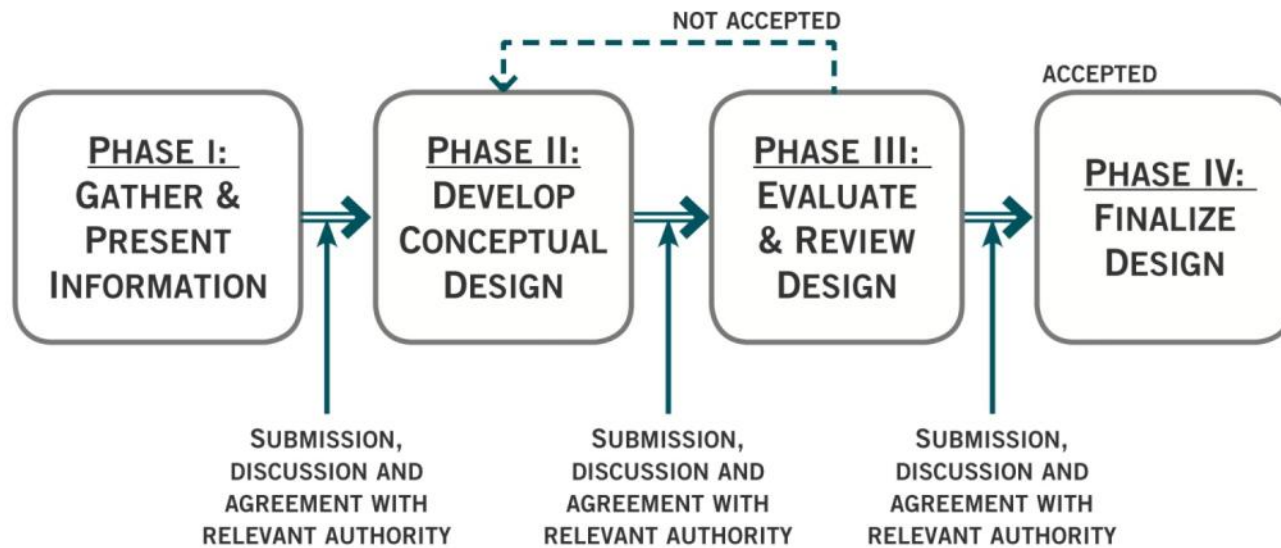 NOT ACCEPTED
ACCEPTED
PHASE I:
GATHER &
PRESENT
INFORMATION
PHASE II:
DEVELOP
CONCEPTUAL
DESIGN
PHASE III:
EVALUATE
& REVIEW
DESIGN
PHASE IV:
FINALIZE
DESIGN
SUBMISSION,
DISCUSSION AND
AGREEMENT WITH
RELEVANT AUTHORITY
SUBMISSION,
DISCUSSION AND
AGREEMENT WITH
RELEVANT AUTHORITY
SUBMISSION,
DISCUSSION AND
AGREEMENT WITH
RELEVANT AUTHORITY